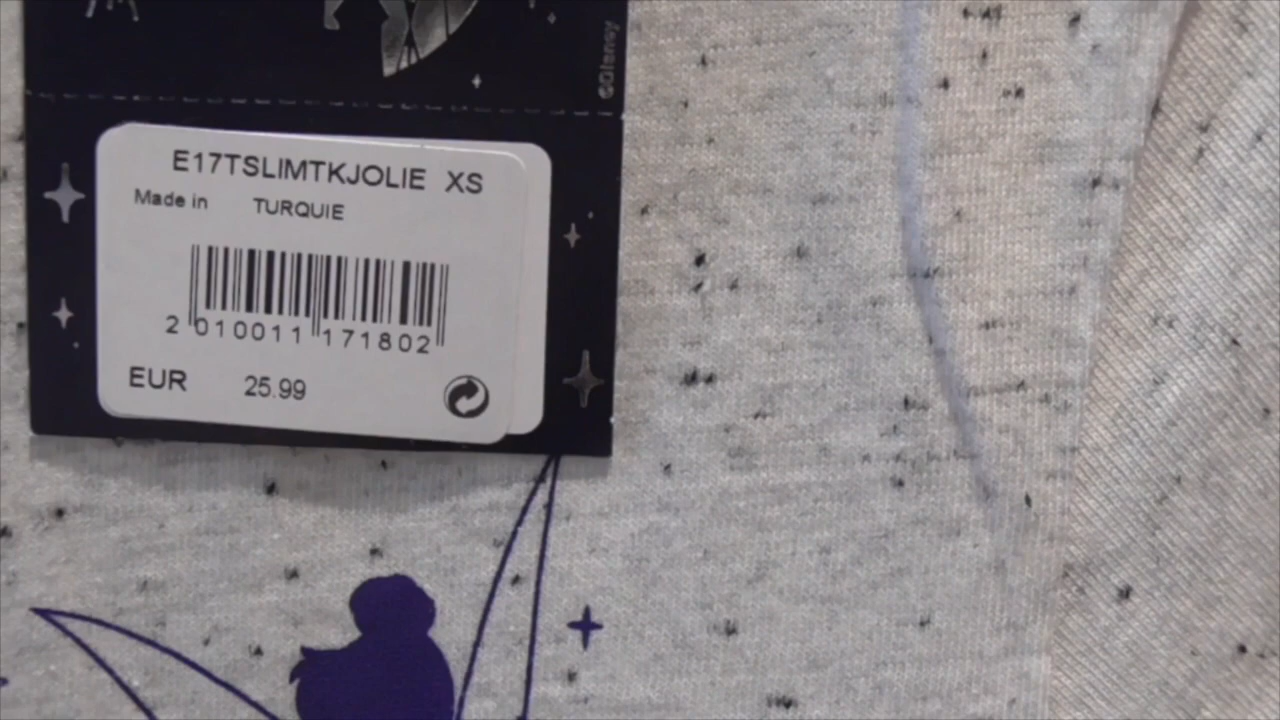 ©Disney
E17TSLIMTKJOLIE XS
Made in TURQUIE
2 010011 171802
EUR 25.99